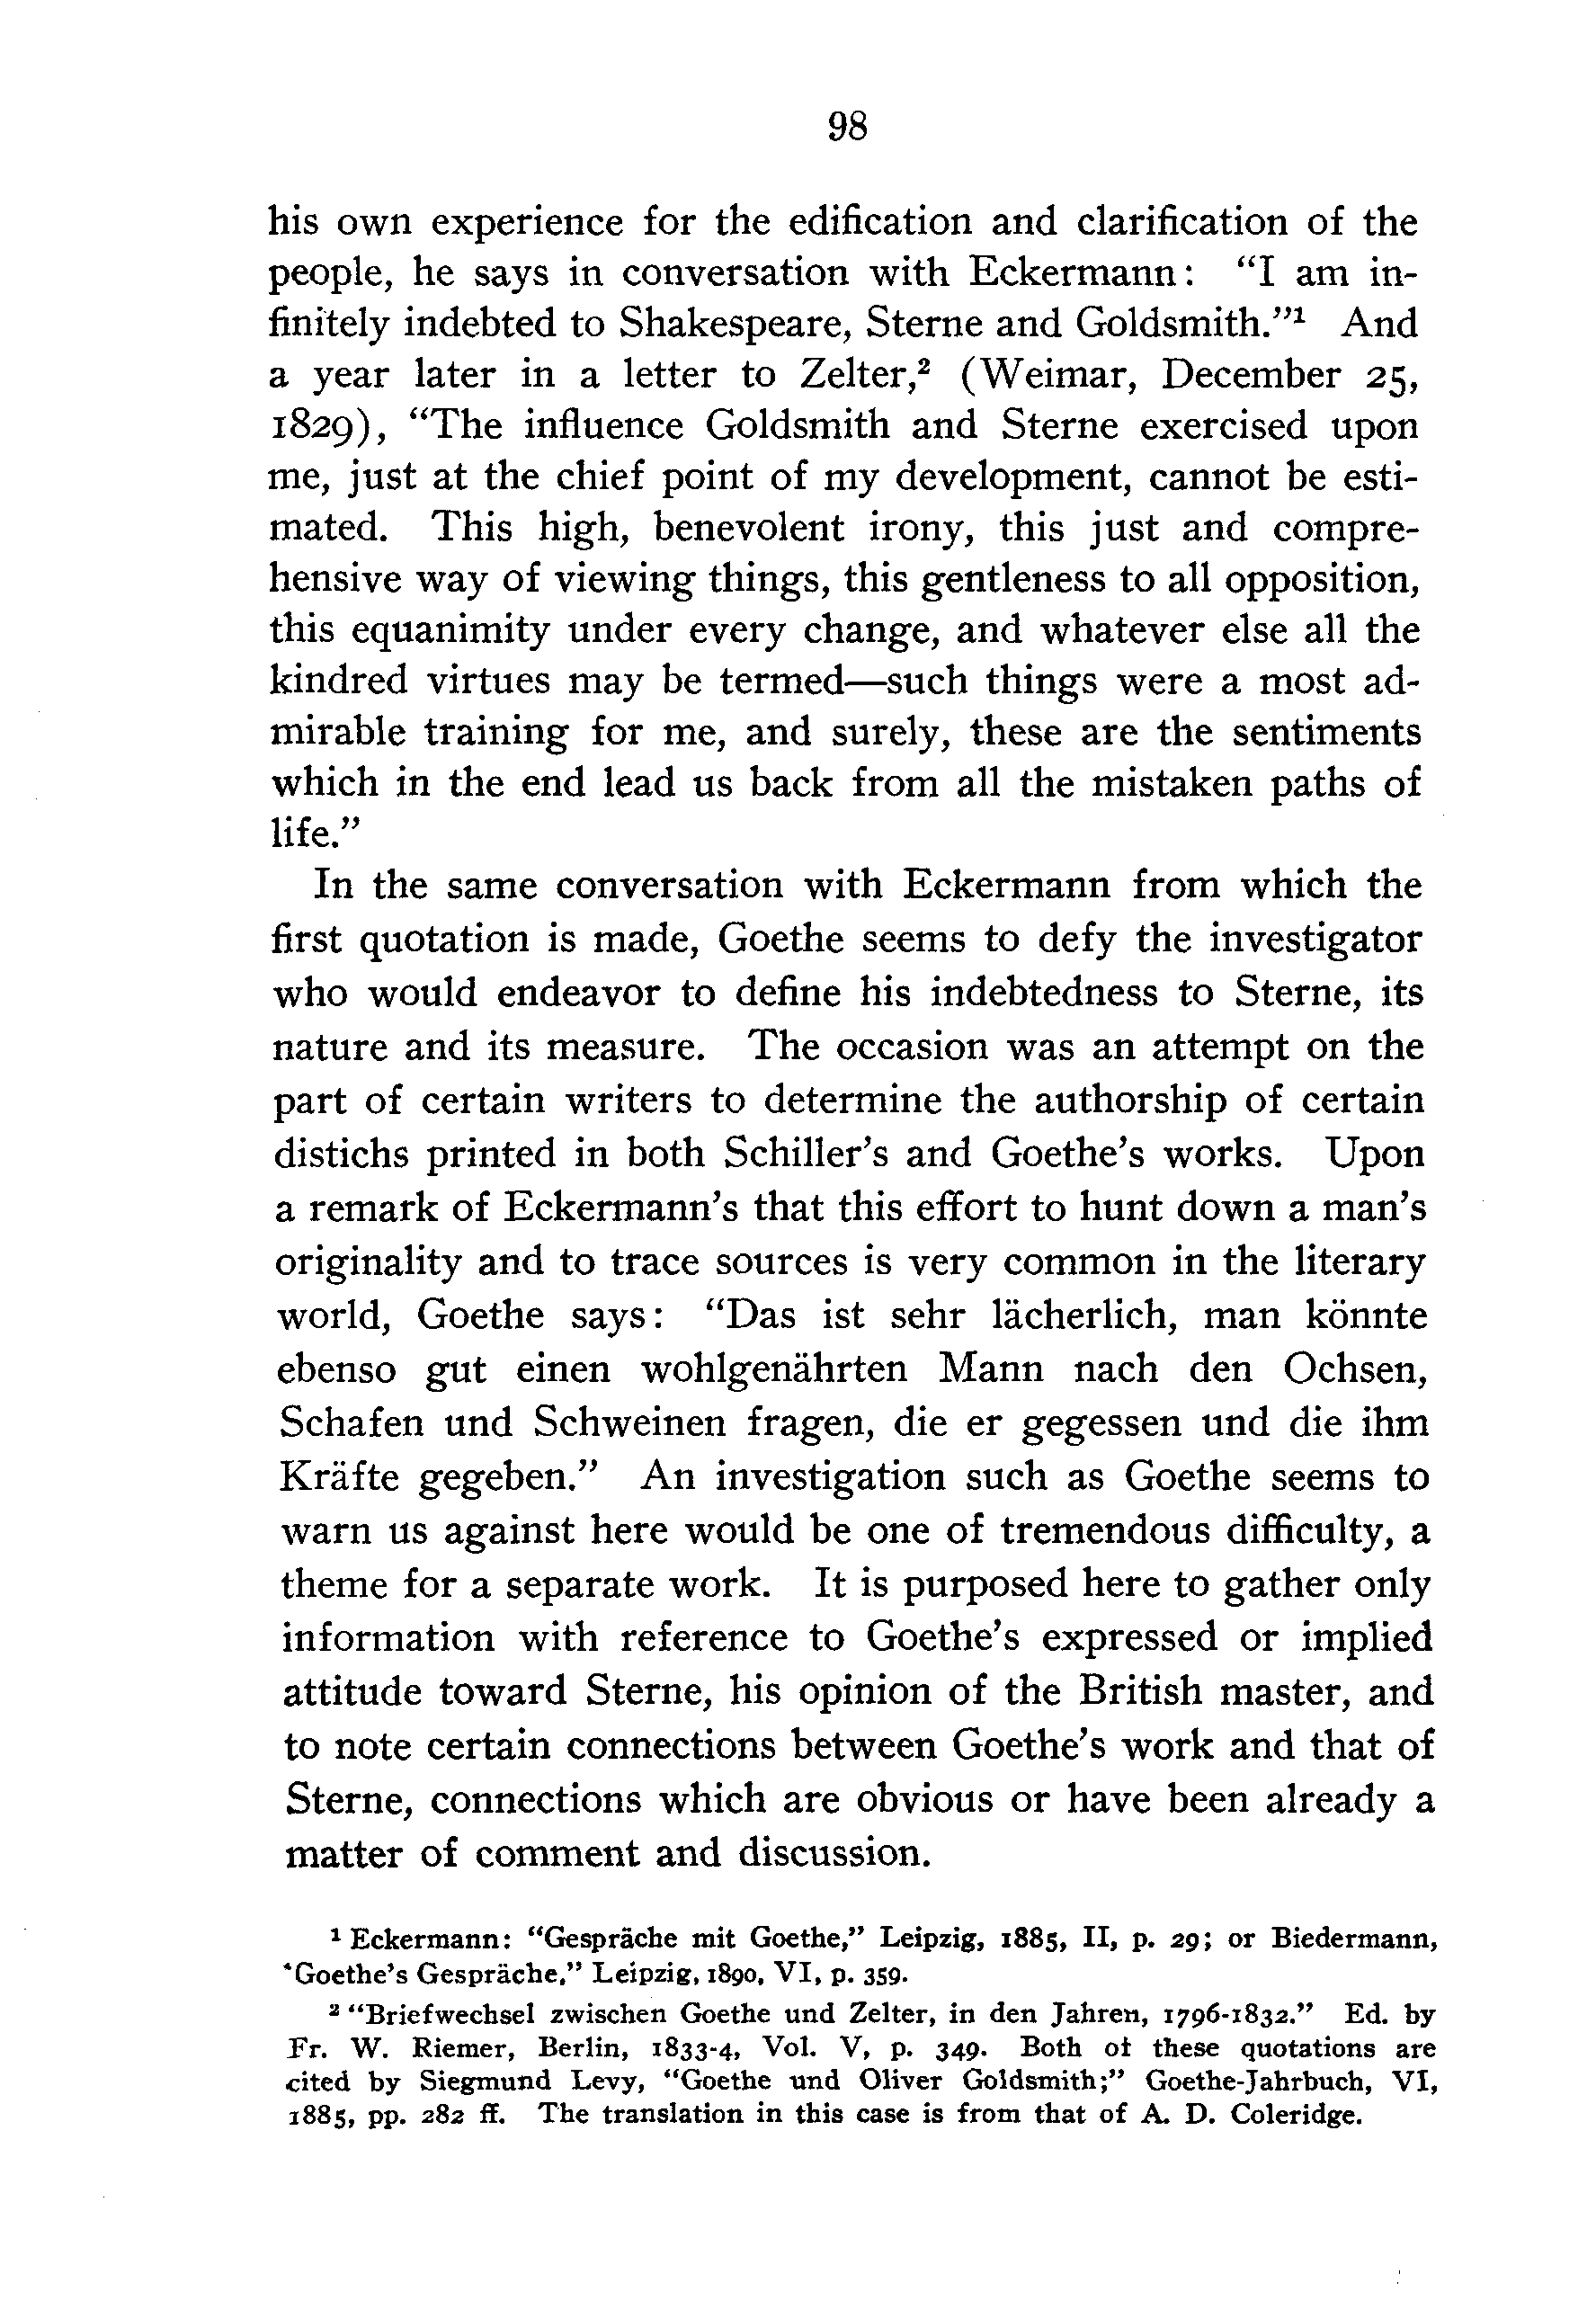 98
his own experience for the edification and clarification of the
people, he says in conversation with Eckermann: “I am in-
finitely indebted to Shakespeare, Sterne and Goldsmith.”¹ And
a year later in a letter to Zelter,² (Weimar, December 25,
1829), “The influence Goldsmith and Sterne exercised upon
me, just at the chief point of my development, cannot be esti-
mated. This high, benevolent irony, this just and compre-
hensive way of viewing things, this gentleness to all opposition,
this equanimity under every change, and whatever else all the
kindred virtues may be termed—such things were a most ad-
mirable training for me, and surely, these are the sentiments
which in the end lead us back from all the mistaken paths of
life.”
In the same conversation with Eckermann from which the
first quotation is made, Goethe seems to defy the investigator
who would endeavor to define his indebtedness to Sterne, its
nature and its measure. The occasion was an attempt on the
part of certain writers to determine the authorship of certain
distichs printed in both Schiller’s and Goethe’s works. Upon
a remark of Eckermann’s that this effort to hunt down a man’s
originality and to trace sources is very common in the literary
world, Goethe says: “Das ist sehr lächerlich, man könnte
ebenso gut einen wohlgenährten Mann nach den Ochsen,
Schafen und Schweinen fragen, die er gegessen und die ihm
Kräfte gegeben.” An investigation such as Goethe seems to
warn us against here would be one of tremendous difficulty, a
theme for a separate work. It is purposed here to gather only
information with reference to Goethe’s expressed or implied
attitude toward Sterne, his opinion of the British master, and
to note certain connections between Goethe’s work and that of
Sterne, connections which are obvious or have been already a
matter of comment and discussion.
¹ Eckermann: “Gespräche mit Goethe,” Leipzig, 1885, II, p. 29; or Biedermann,
‘Goethe’s Gespräche,” Leipzig, 1890, VI, p. 359.
² “Briefwechsel zwischen Goethe und Zelter, in den Jahren, 1796-1832.” Ed. by
Fr. W. Riemer, Berlin, 1833-4, Vol. V, p. 349. Both of these quotations are
cited by Siegmund Levy, “Goethe und Oliver Goldsmith;” Goethe-Jahrbuch, VI,
1885, pp. 282 ff. The translation in this case is from that of A. D. Coleridge.